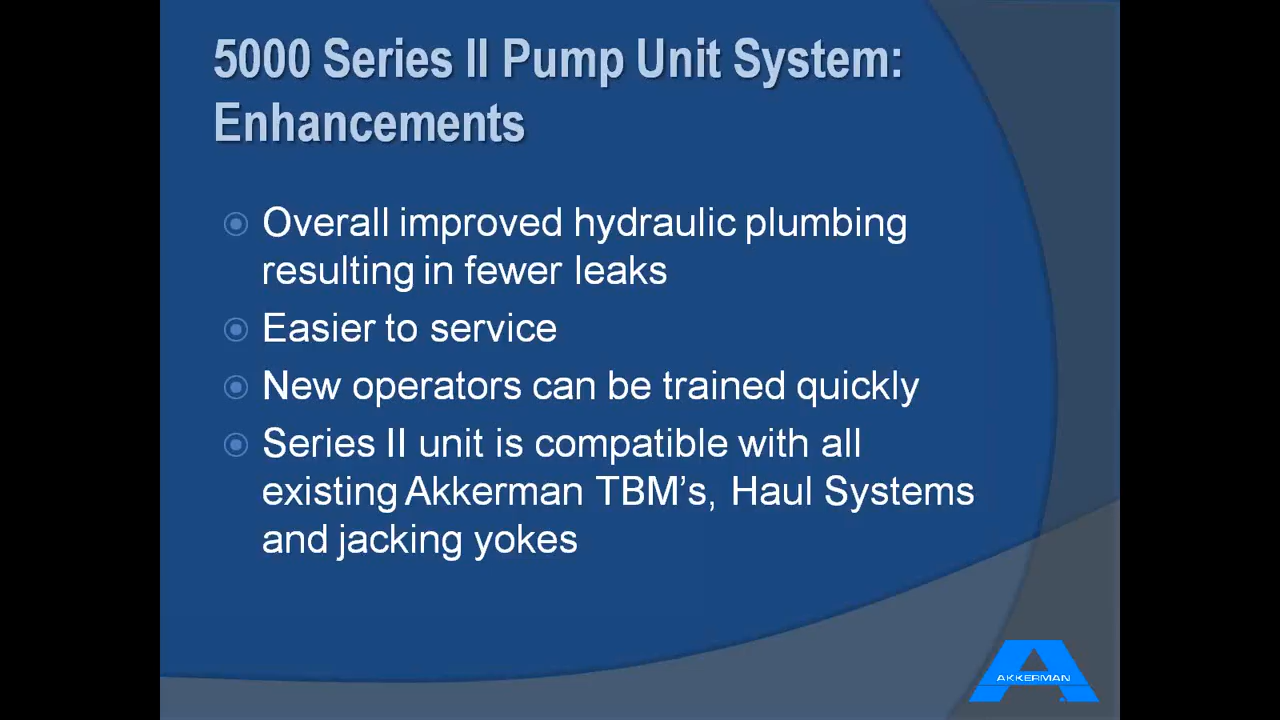 5000 Series II Pump Unit System:
Enhancements
Overall improved hydraulic plumbing
resulting in fewer leaks
Easier to service
New operators can be trained quickly
Series II unit is compatible with all
existing Akkerman TBM’s, Haul Systems
and jacking yokes
AKKERMAN